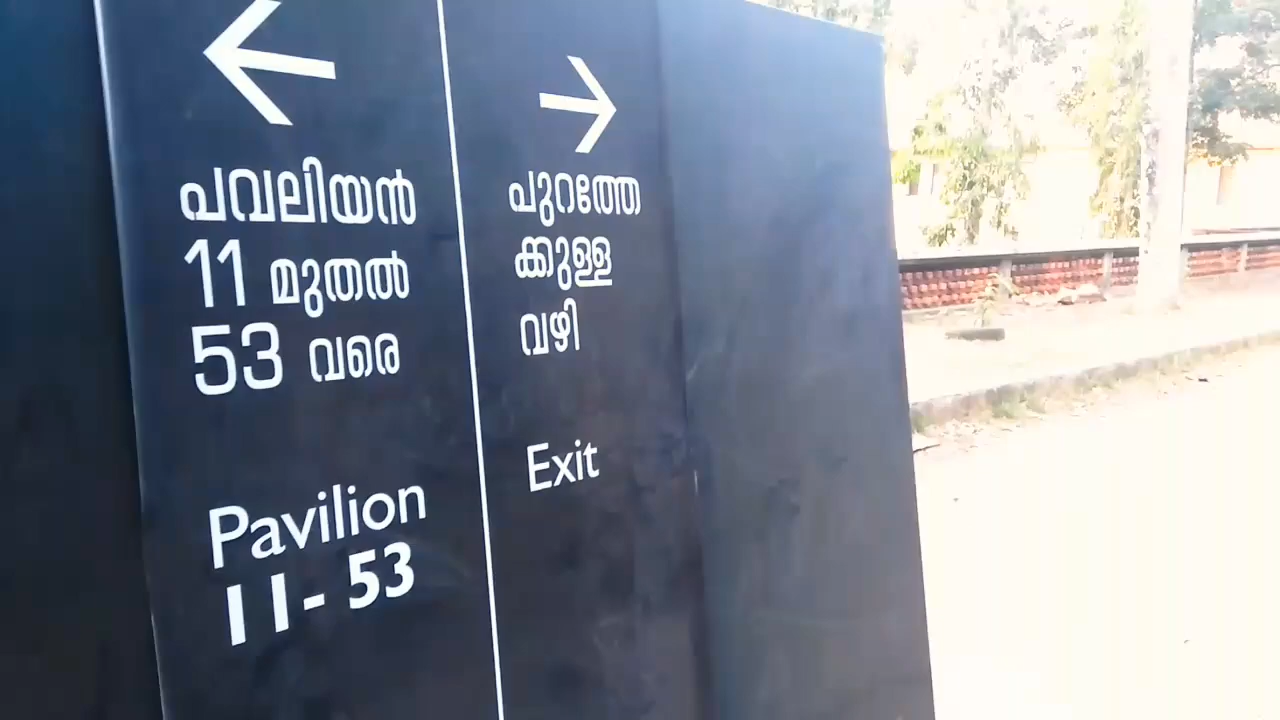 പവലിയൻ
11 മുതൽ
53 വരെ
Pavilion
11-53
പുറത്തേ
ക്കുള്ള
വഴി
Exit